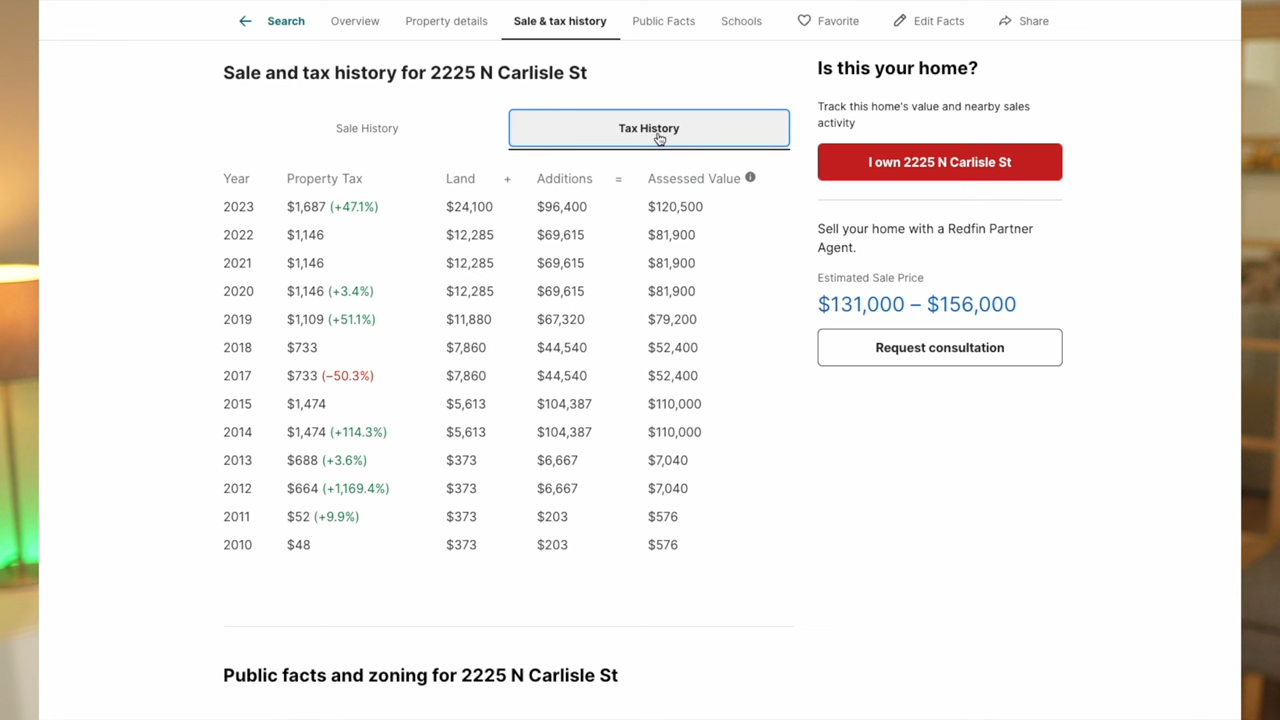 Search Overview Property details Sale & tax history Public Facts Schools Favorite Edit Facts Share
Sale and tax history for 2225 N Carlisle St
Sale History Tax History
Year Property Tax Land + Additions = Assessed Value
2023 $1,687 (+47.1%) $24,100 $96,400 $120,500
2022 $1,146 $12,285 $69,615 $81,900
2021 $1,146 $12,285 $69,615 $81,900
2020 $1,146 (+3.4%) $12,285 $69,615 $81,900
2019 $1,109 (+51.1%) $11,880 $67,320 $79,200
2018 $733 $7,860 $44,540 $52,400
2017 $733 (–50.3%) $7,860 $44,540 $52,400
2015 $1,474 $5,613 $104,387 $110,000
2014 $1,474 (+114.3%) $5,613 $104,387 $110,000
2013 $688 (+3.6%) $373 $6,667 $7,040
2012 $664 (+1,169.4%) $373 $6,667 $7,040
2011 $52 (+9.9%) $373 $203 $576
2010 $48 $373 $203 $576
Public facts and zoning for 2225 N Carlisle St
Is this your home?
Track this home's value and nearby sales
activity
I own 2225 N Carlisle St
Sell your home with a Redfin Partner
Agent.
Estimated Sale Price
$131,000 – $156,000
Request consultation